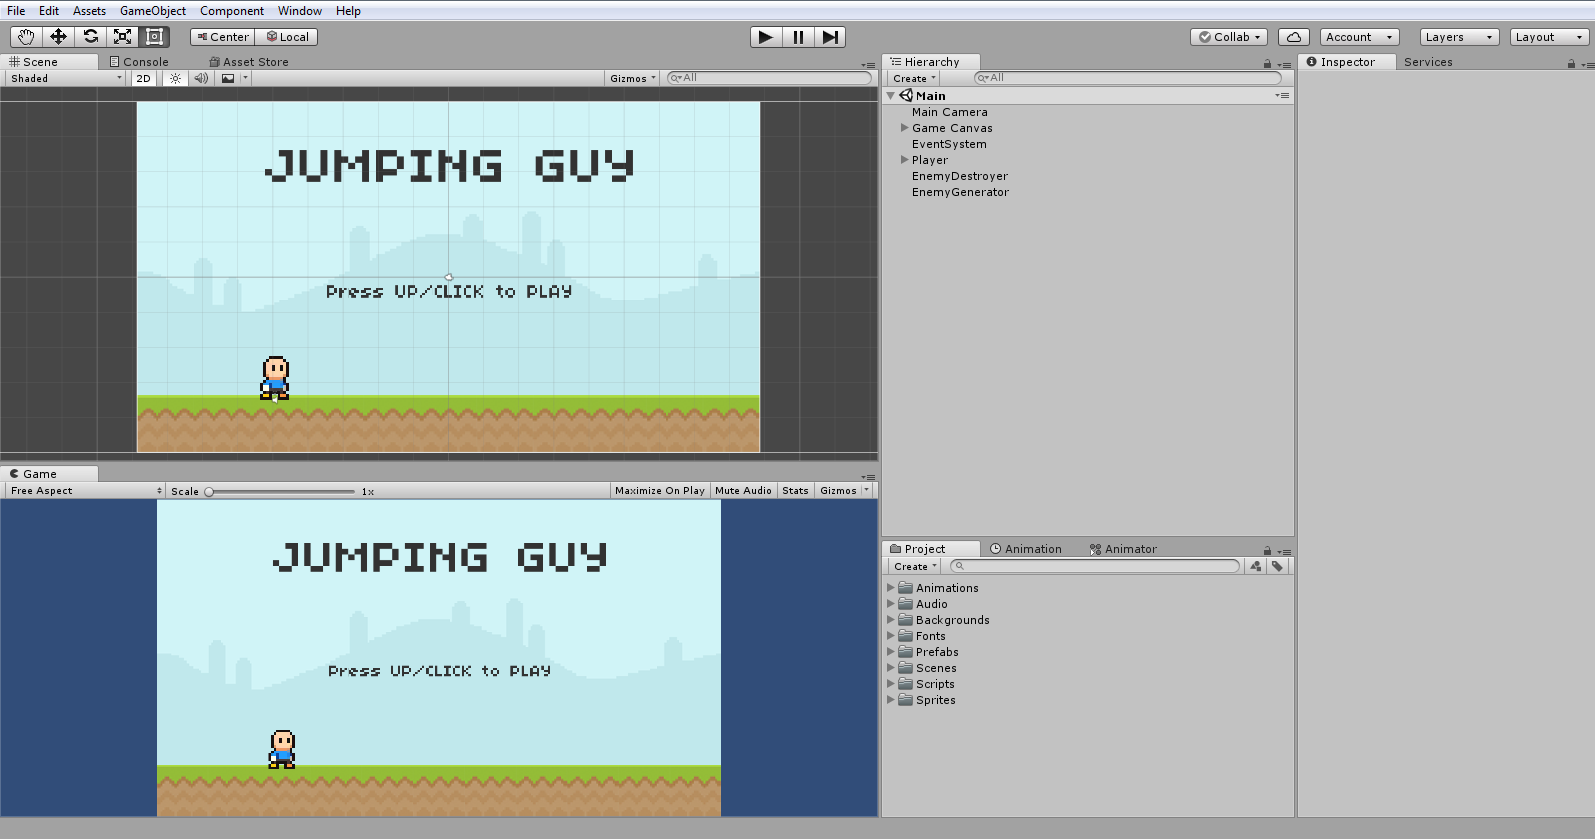 File Edit Assets GameObject Component Window Help
Center Local Collab Account Layers Layout
Scene Console Asset Store
Shaded 2D Gizmos All
JUMPING GUY
Press UP/CLICK to PLAY
Game
Free Aspect Scale 1x Maximize On Play Mute Audio Stats Gizmos
JUMPING GUY
Press UP/CLICK to PLAY
Hierarchy
Create All
Main
Main Camera
Game Canvas
EventSystem
Player
EnemyDestroyer
EnemyGenerator
Project Animation Animator
Create
Animations
Audio
Backgrounds
Fonts
Prefabs
Scenes
Scripts
Sprites
Inspector Services